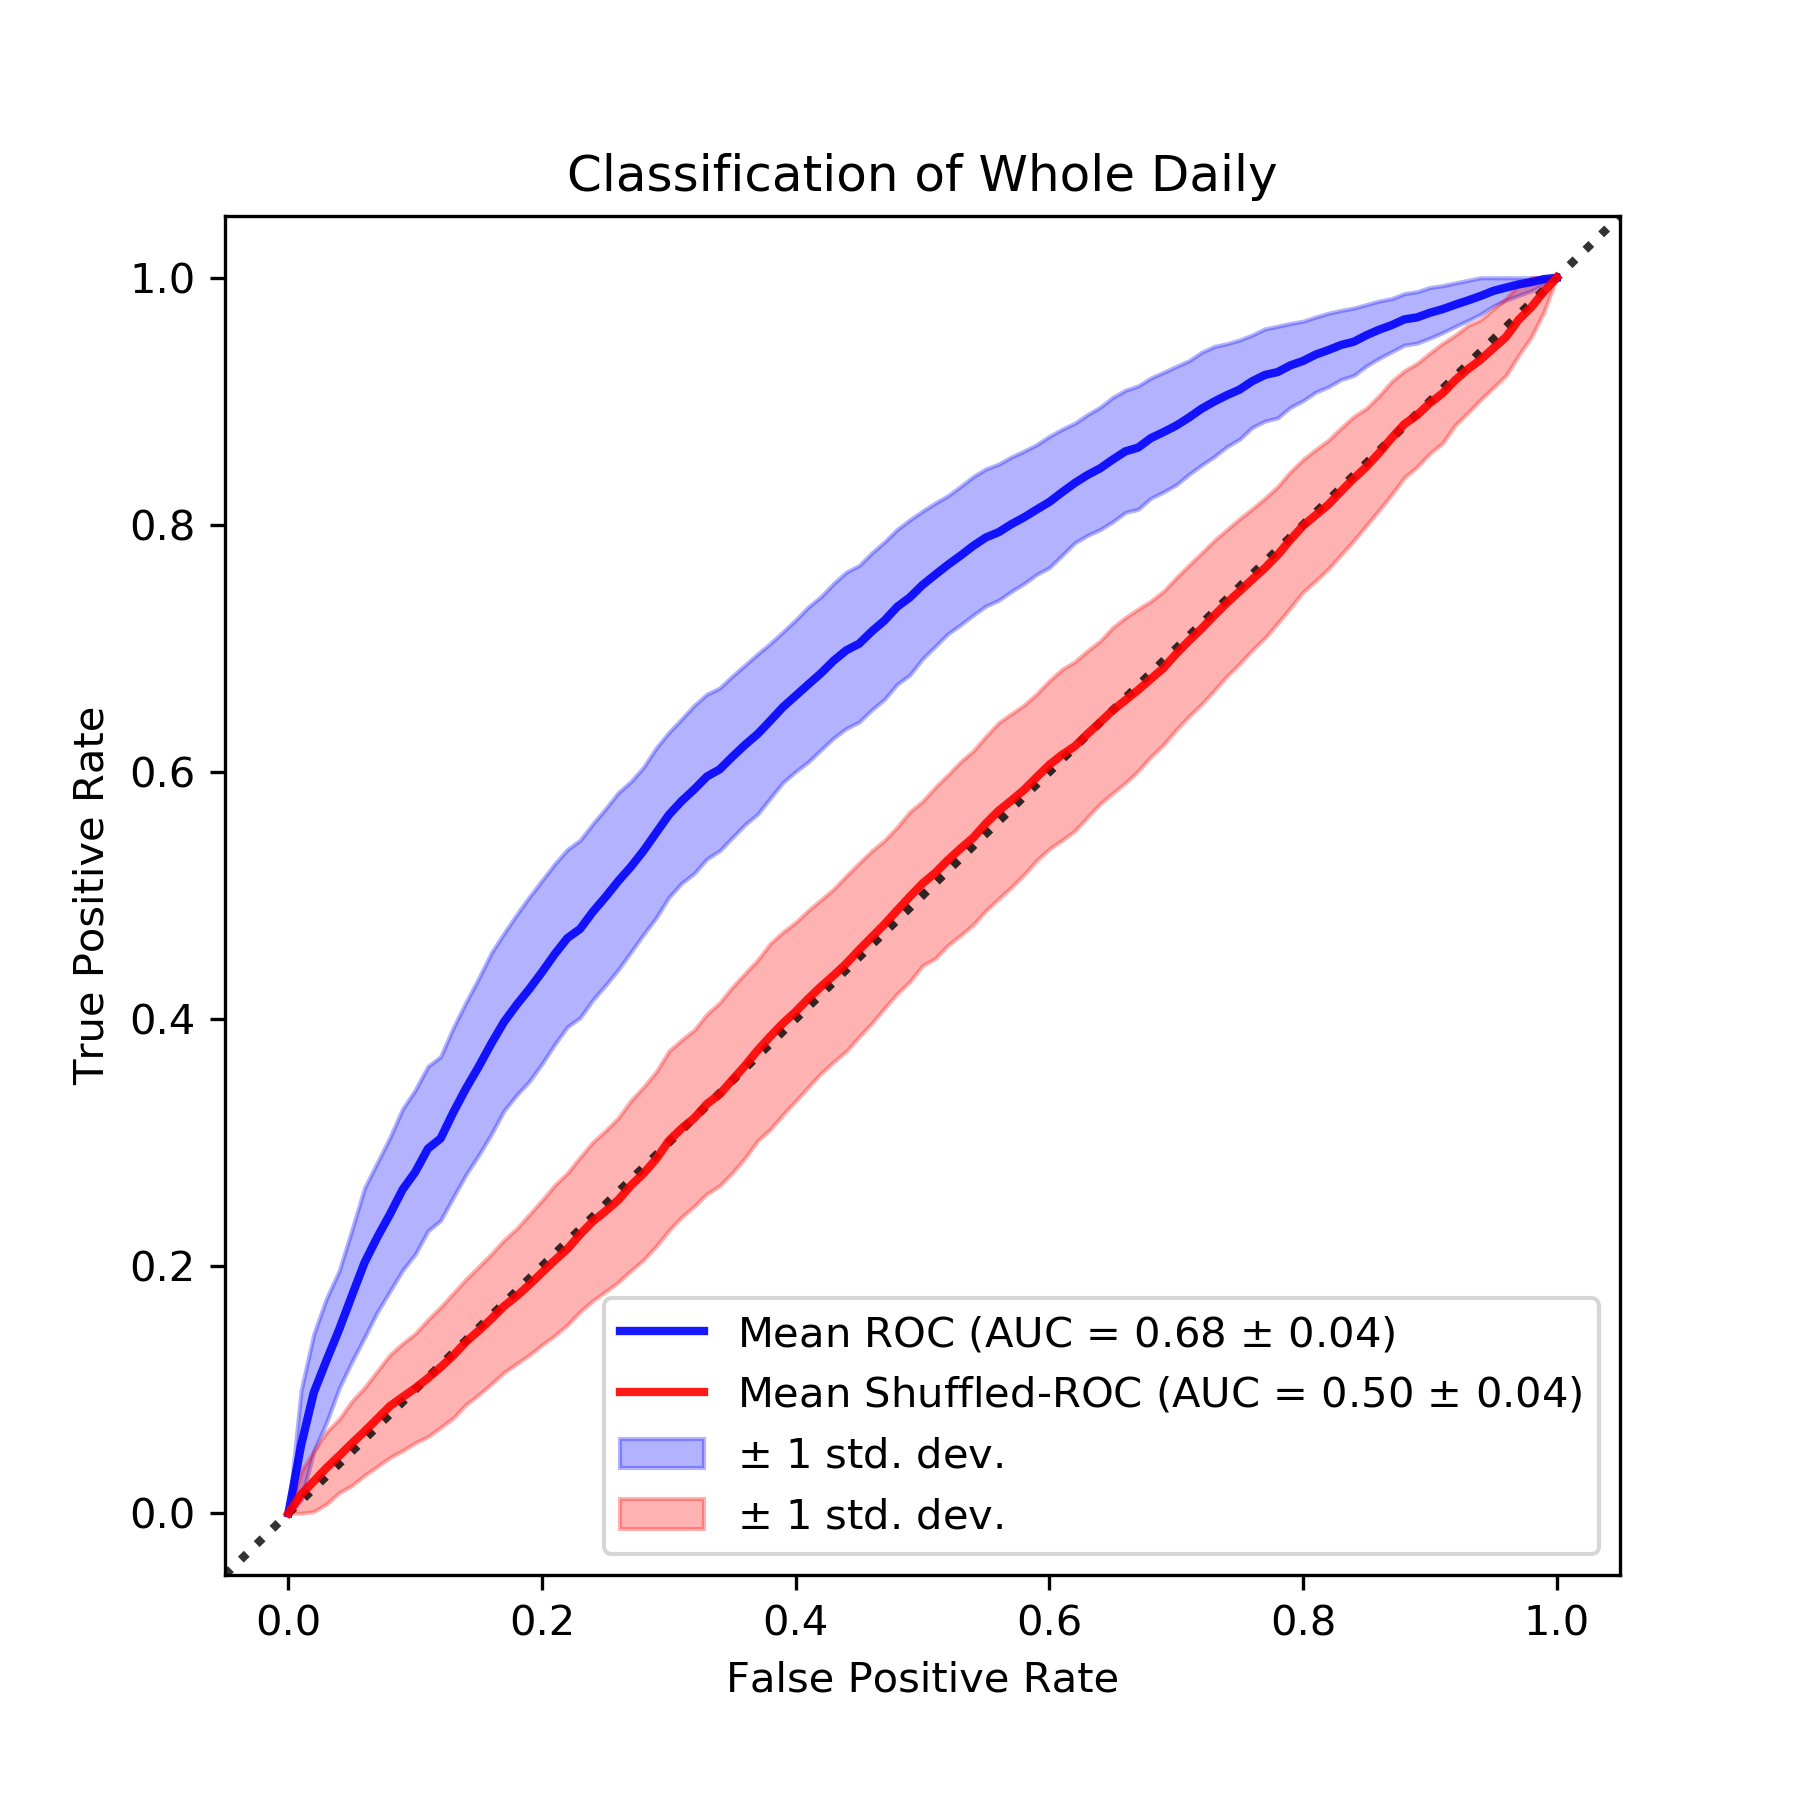 Classification of Whole Daily
1.0
0.8
0.6
0.4
0.2
0.0
True Positive Rate
Mean ROC (AUC = 0.68 ± 0.04)
Mean Shuffled-ROC (AUC = 0.50 ± 0.04)
± 1 std. dev.
± 1 std. dev.
0.0 0.2 0.4 0.6 0.8 1.0
False Positive Rate